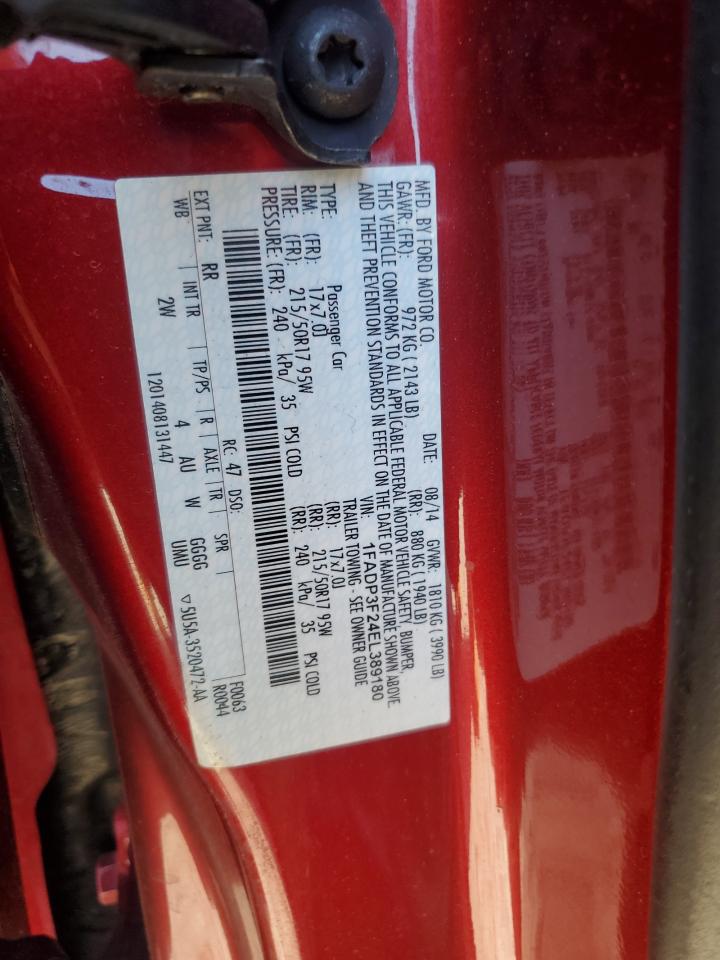 MFD. BY FORD MOTOR CO. DATE: 08/14 GVWR: 1810 KG ( 3990 LB)
GAWR: (FR): 972 KG ( 2143 LB) (RR): 880 KG ( 1940 LB)
THIS VEHICLE CONFORMS TO ALL APPLICABLE FEDERAL MOTOR VEHICLE SAFETY, BUMPER,
AND THEFT PREVENTION STANDARDS IN EFFECT ON THE DATE OF MANUFACTURE SHOWN ABOVE
VIN: 1FADP3F24EL389180
TYPE: Passenger Car TRAILER TOWING - SEE OWNER GUIDE
RIM: (FR): 17x7.0J (RR): 17x7.0J
TIRE: (FR): 215/50R17 95W (RR): 215/50R17 95W
PRESSURE: (FR): 240 kPa/ 35 PSI COLD (RR): 240 kPa/ 35 PSI COLD
EXT PNT: RR RC: 47 DSO: F0063
WB INT TR TP/PS R AXLE TR SPR R0044
2W 4 AU W GGGG
UMU
1201408131447 ▽5U5A-3520472-AA